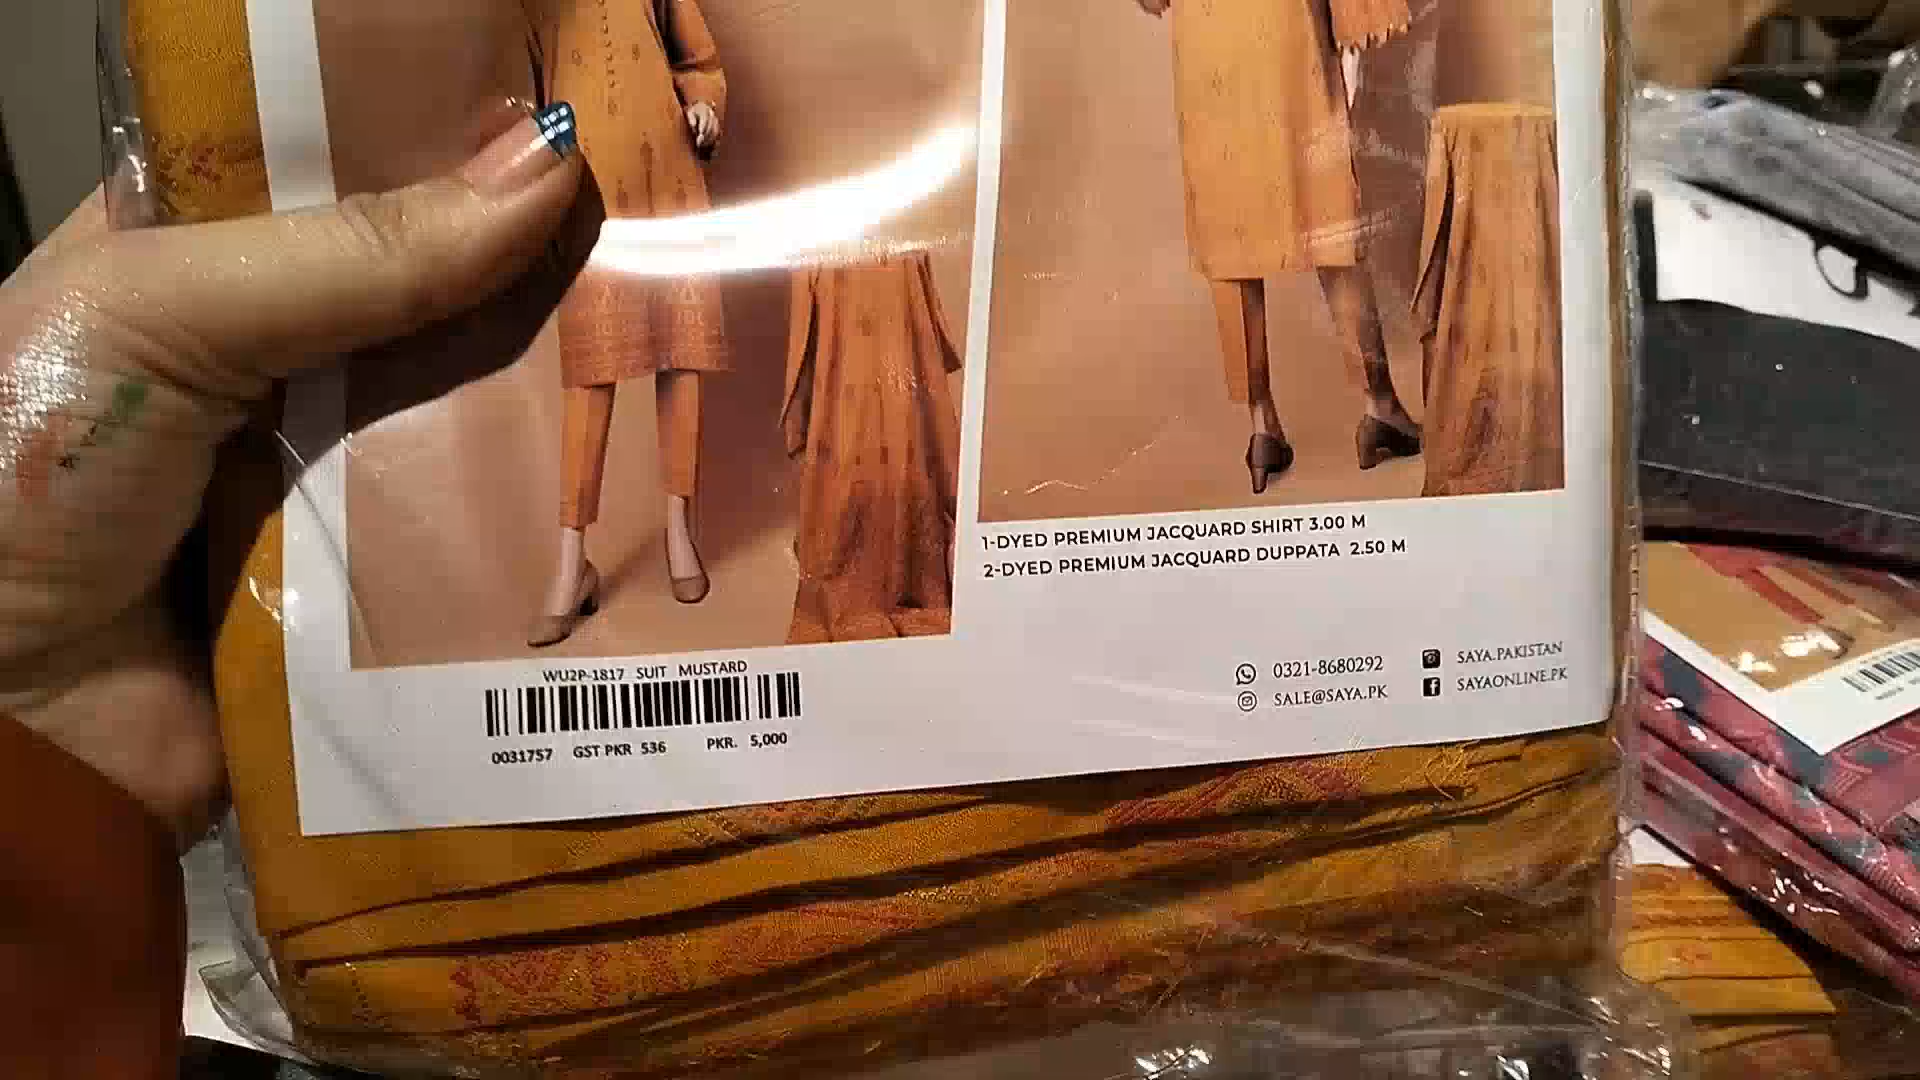 1-DYED PREMIUM JACQUARD SHIRT 3.00 M
2-DYED PREMIUM JACQUARD DUPPATA 2.50 M
WU2P-1817 SUIT MUSTARD
0031757 GST PKR 536 PKR. 5,000
0321-8680292
SALE@SAYA.PK
SAYA.PAKISTAN
SAYAONLINE.PK